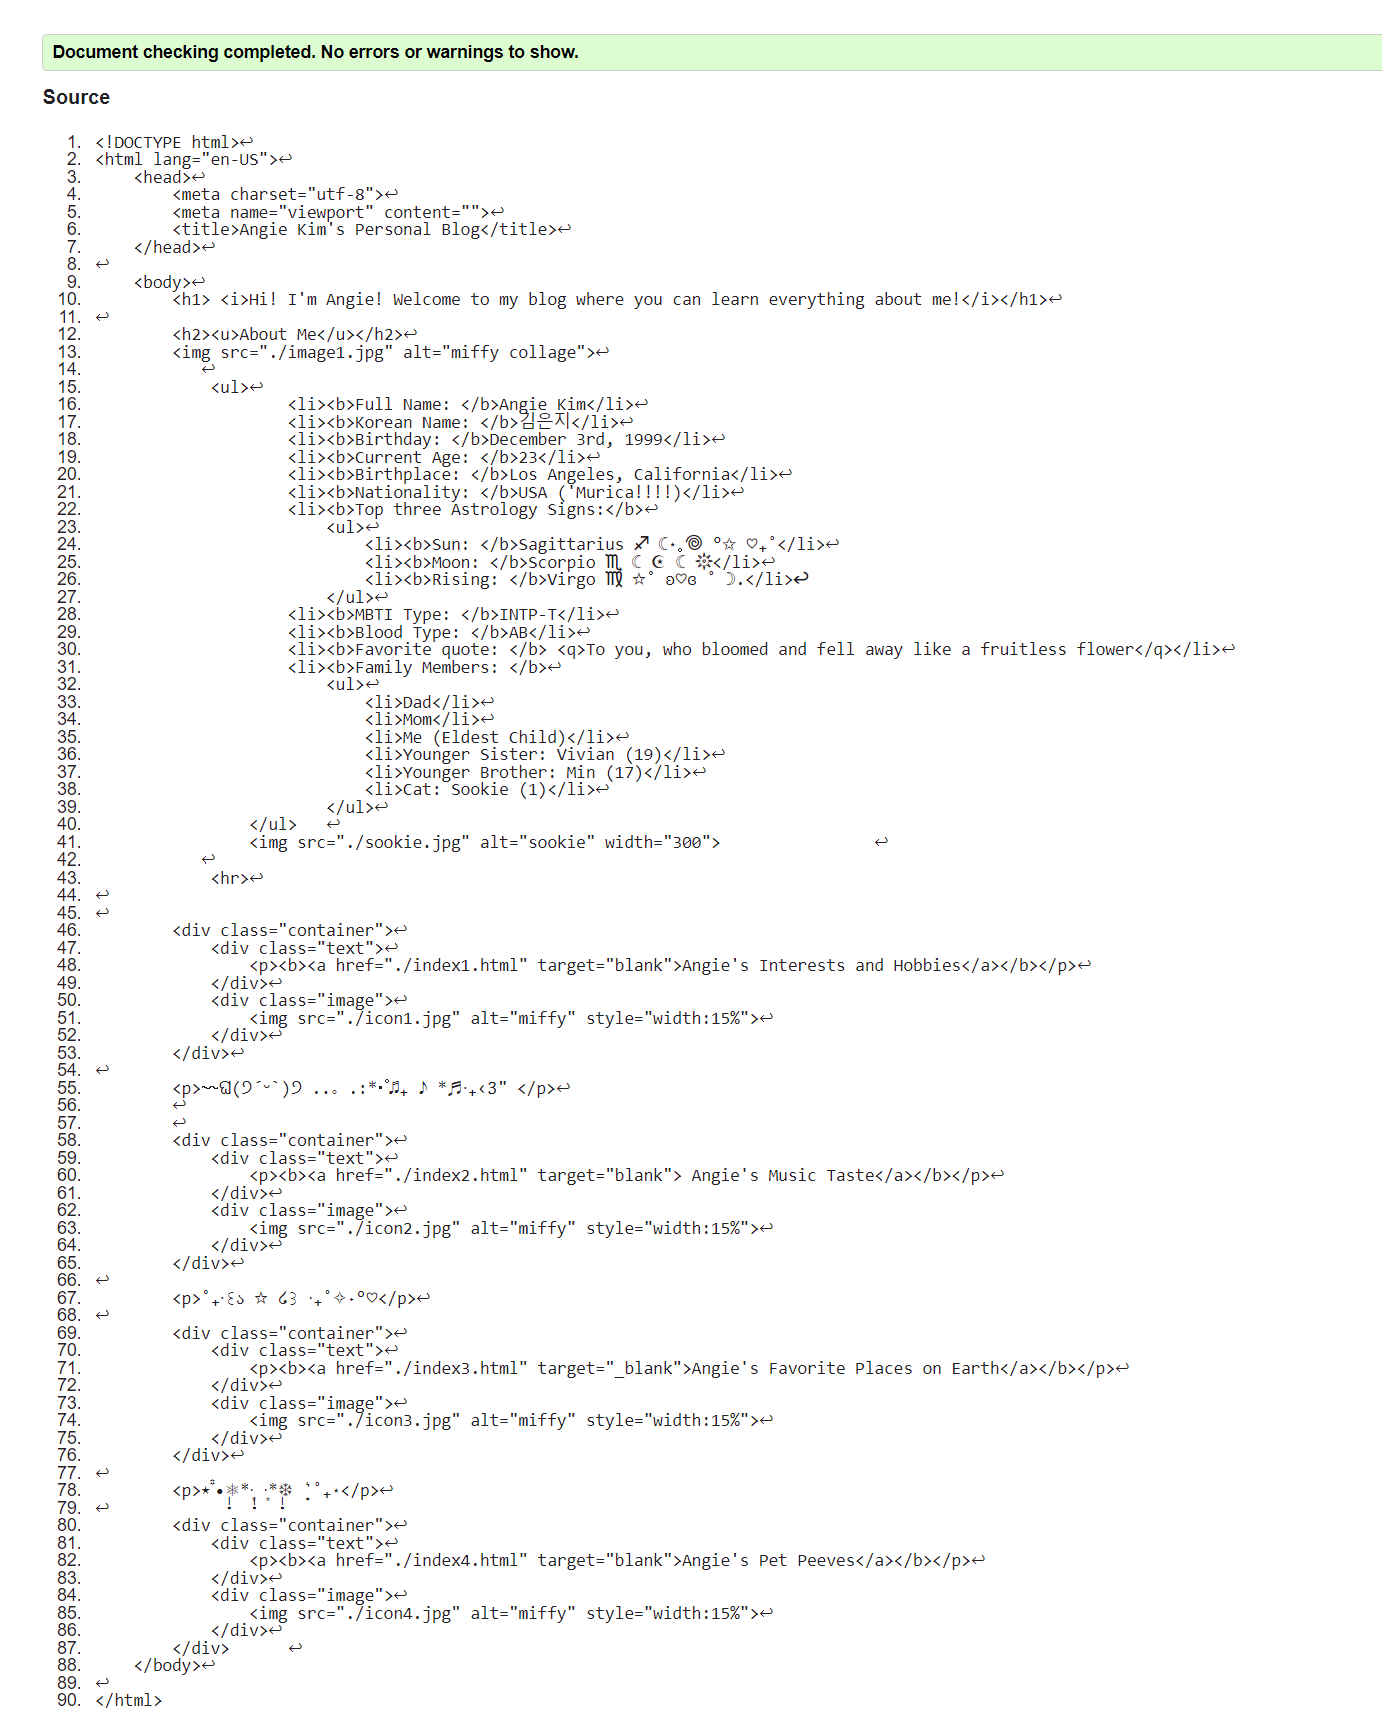 Document checking completed. No errors or warnings to show.
Source
1. <!DOCTYPE html>↩
2. <html lang="en-US">↩
3.     <head>↩
4.         <meta charset="utf-8">↩
5.         <meta name="viewport" content="">↩
6.         <title>Angie Kim's Personal Blog</title>↩
7.     </head>↩
8. ↩
9.     <body>↩
10.         <h1> <i>Hi! I'm Angie! Welcome to my blog where you can learn everything about me!</i></h1>↩
11. ↩
12.         <h2><u>About Me</u></h2>↩
13.         <img src="./image1.jpg" alt="miffy collage">↩
14.            ↩
15.             <ul>↩
16.                     <li><b>Full Name: </b>Angie Kim</li>↩
17.                     <li><b>Korean Name: </b>김은지</li>↩
18.                     <li><b>Birthday: </b>December 3rd, 1999</li>↩
19.                     <li><b>Current Age: </b>23</li>↩
20.                     <li><b>Birthplace: </b>Los Angeles, California</li>↩
21.                     <li><b>Nationality: </b>USA ('Murica!!!!)</li>↩
22.                     <li><b>Top three Astrology Signs:</b>↩
23.                         <ul>↩
24.                             <li><b>Sun: </b>Sagittarius ♐ ☾⋆｡𖦹 °☆ ♡₊˚</li>↩
25.                             <li><b>Moon: </b>Scorpio ♏ ☾ ☪ ☾ 𖤓</li>↩
26.                             <li><b>Rising: </b>Virgo ♍ ☆˚ ʚ♡ɞ ˚ ☽.</li>↩
27.                         </ul>↩
28.                     <li><b>MBTI Type: </b>INTP-T</li>↩
29.                     <li><b>Blood Type: </b>AB</li>↩
30.                     <li><b>Favorite quote: </b> <q>To you, who bloomed and fell away like a fruitless flower</q></li>↩
31.                     <li><b>Family Members: </b>↩
32.                         <ul>↩
33.                             <li>Dad</li>↩
34.                             <li>Mom</li>↩
35.                             <li>Me (Eldest Child)</li>↩
36.                             <li>Younger Sister: Vivian (19)</li>↩
37.                             <li>Younger Brother: Min (17)</li>↩
38.                             <li>Cat: Sookie (1)</li>↩
39.                         </ul>↩
40.                 </ul>   ↩
41.                 <img src="./sookie.jpg" alt="sookie" width="300">                ↩
42.            ↩
43.             <hr>↩
44. ↩
45. ↩
46.         <div class="container">↩
47.             <div class="text">↩
48.                 <p><b><a href="./index1.html" target="blank">Angie's Interests and Hobbies</a></b></p>↩
49.             </div>↩
50.             <div class="image">↩
51.                 <img src="./icon1.jpg" alt="miffy" style="width:15%">↩
52.             </div>↩
53.         </div>↩
54. ↩
55.         <p> </p>↩
56.         ↩
57.         ↩
58.         <div class="container">↩
59.             <div class="text">↩
60.                 <p><b><a href="./index2.html" target="blank"> Angie's Music Taste</a></b></p>↩
61.             </div>↩
62.             <div class="image">↩
63.                 <img src="./icon2.jpg" alt="miffy" style="width:15%">↩
64.             </div>↩
65.         </div>↩
66. ↩
67.         <p> </p>↩
68. ↩
69.         <div class="container">↩
70.             <div class="text">↩
71.                 <p><b><a href="./index3.html" target="_blank">Angie's Favorite Places on Earth</a></b></p>↩
72.             </div>↩
73.             <div class="image">↩
74.                 <img src="./icon3.jpg" alt="miffy" style="width:15%">↩
75.             </div>↩
76.         </div>↩
77. ↩
78.         <p> </p>↩
79. ↩
80.         <div class="container">↩
81.             <div class="text">↩
82.                 <p><b><a href="./index4.html" target="blank">Angie's Pet Peeves</a></b></p>↩
83.             </div>↩
84.             <div class="image">↩
85.                 <img src="./icon4.jpg" alt="miffy" style="width:15%">↩
86.             </div>↩
87.         </div>      ↩
88.     </body>↩
89. ↩
90. </html>